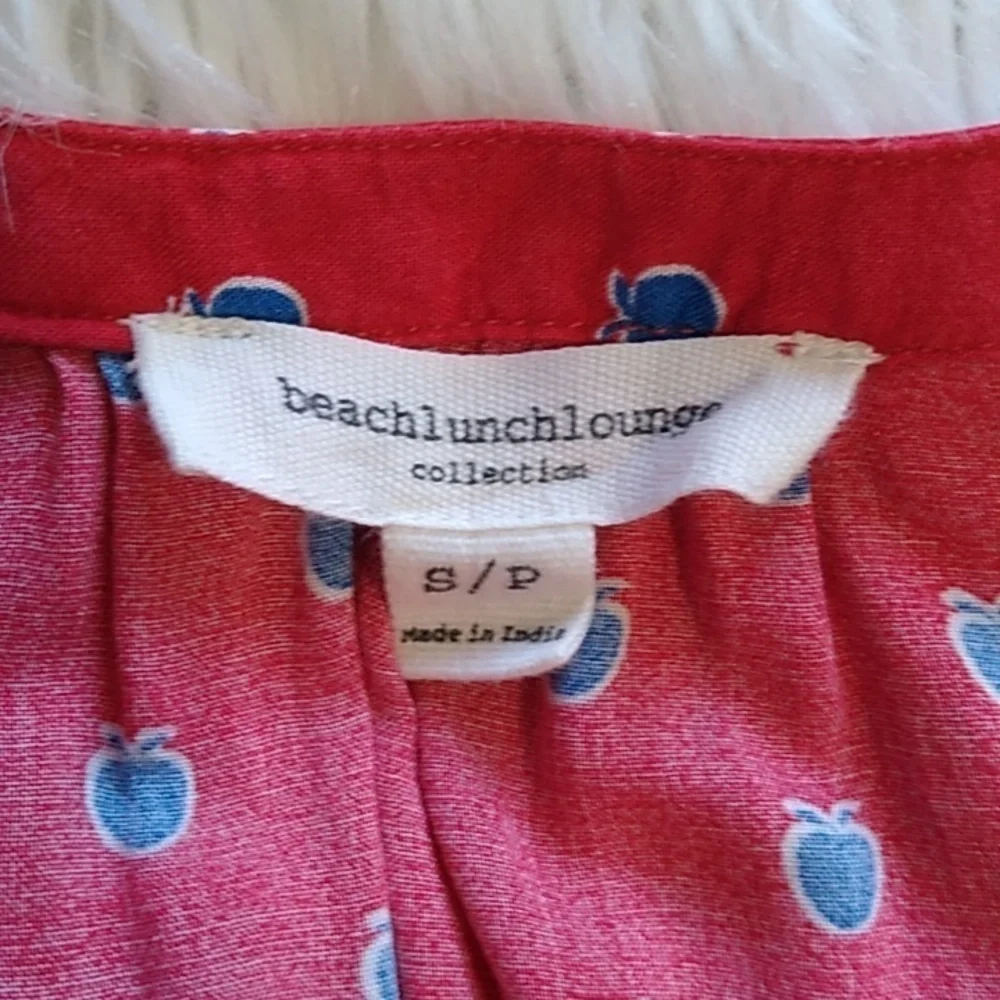 beachlunchlounge
collection
S/P
Made in India